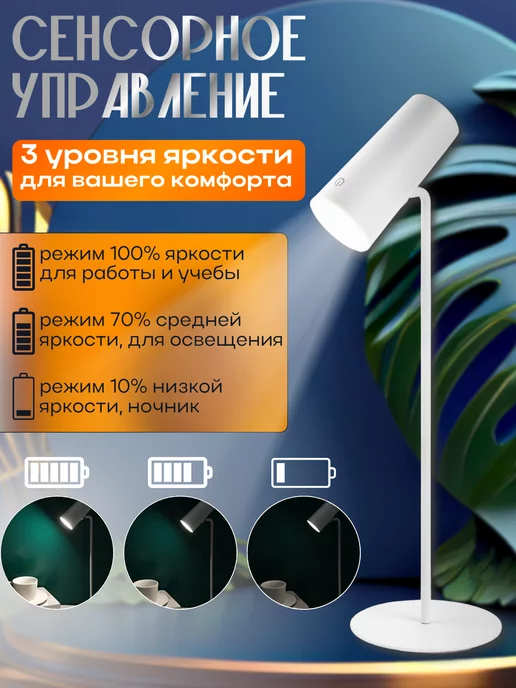 СЕНСОРНОЕ
УПРАВЛЕНИЕ
3 уровня яркости
для вашего комфорта
режим 100% яркости
для работы и учебы
режим 70% средней
яркости, для освещения
режим 10% низкой
яркости, ночник